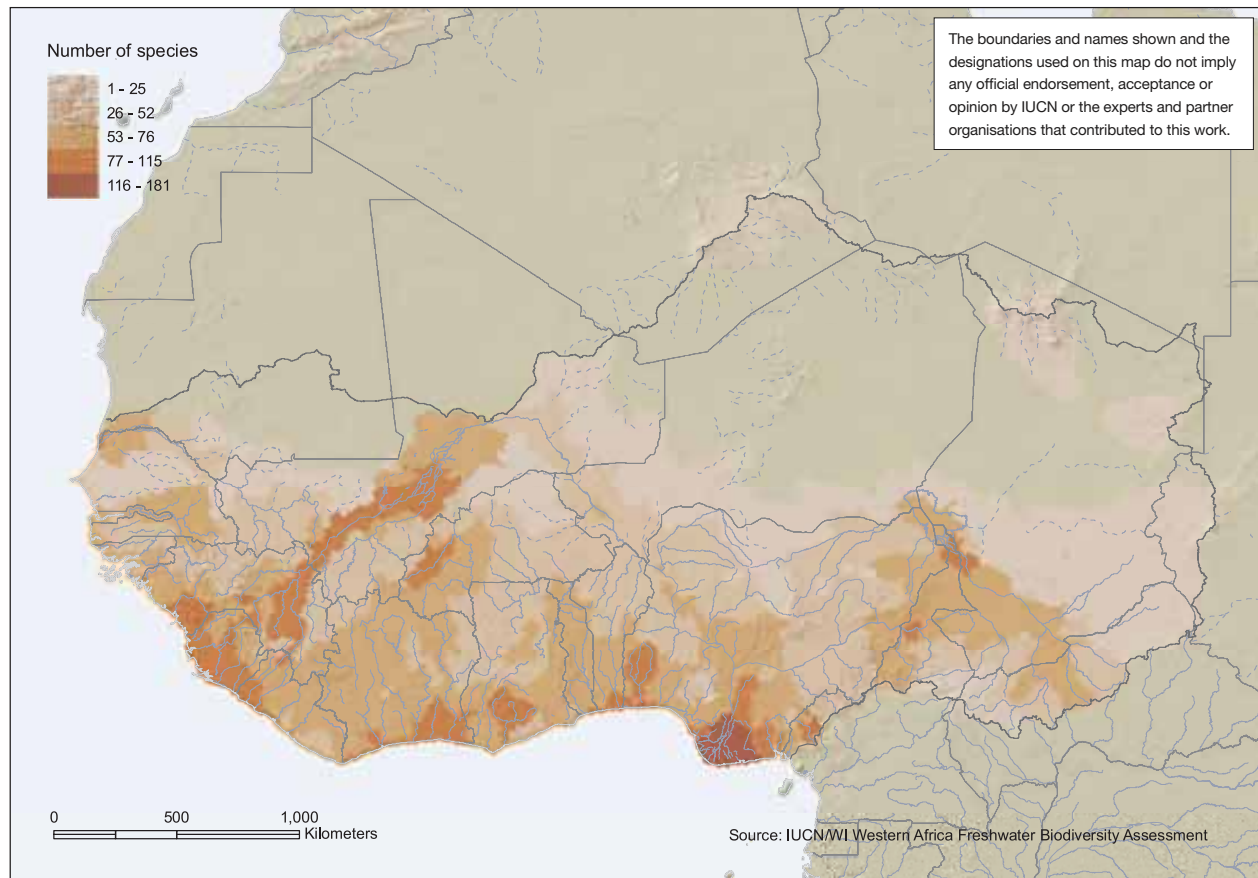 Number of species
1 - 25
26 - 52
53 - 76
77 - 115
116 - 181
The boundaries and names shown and the
designations used on this map do not imply
any official endorsement, acceptance or
opinion by IUCN or the experts and partner
organisations that contributed to this work.
0 500 1,000
Kilometers
Source: IUCN/WI Western Africa Freshwater Biodiversity Assessment